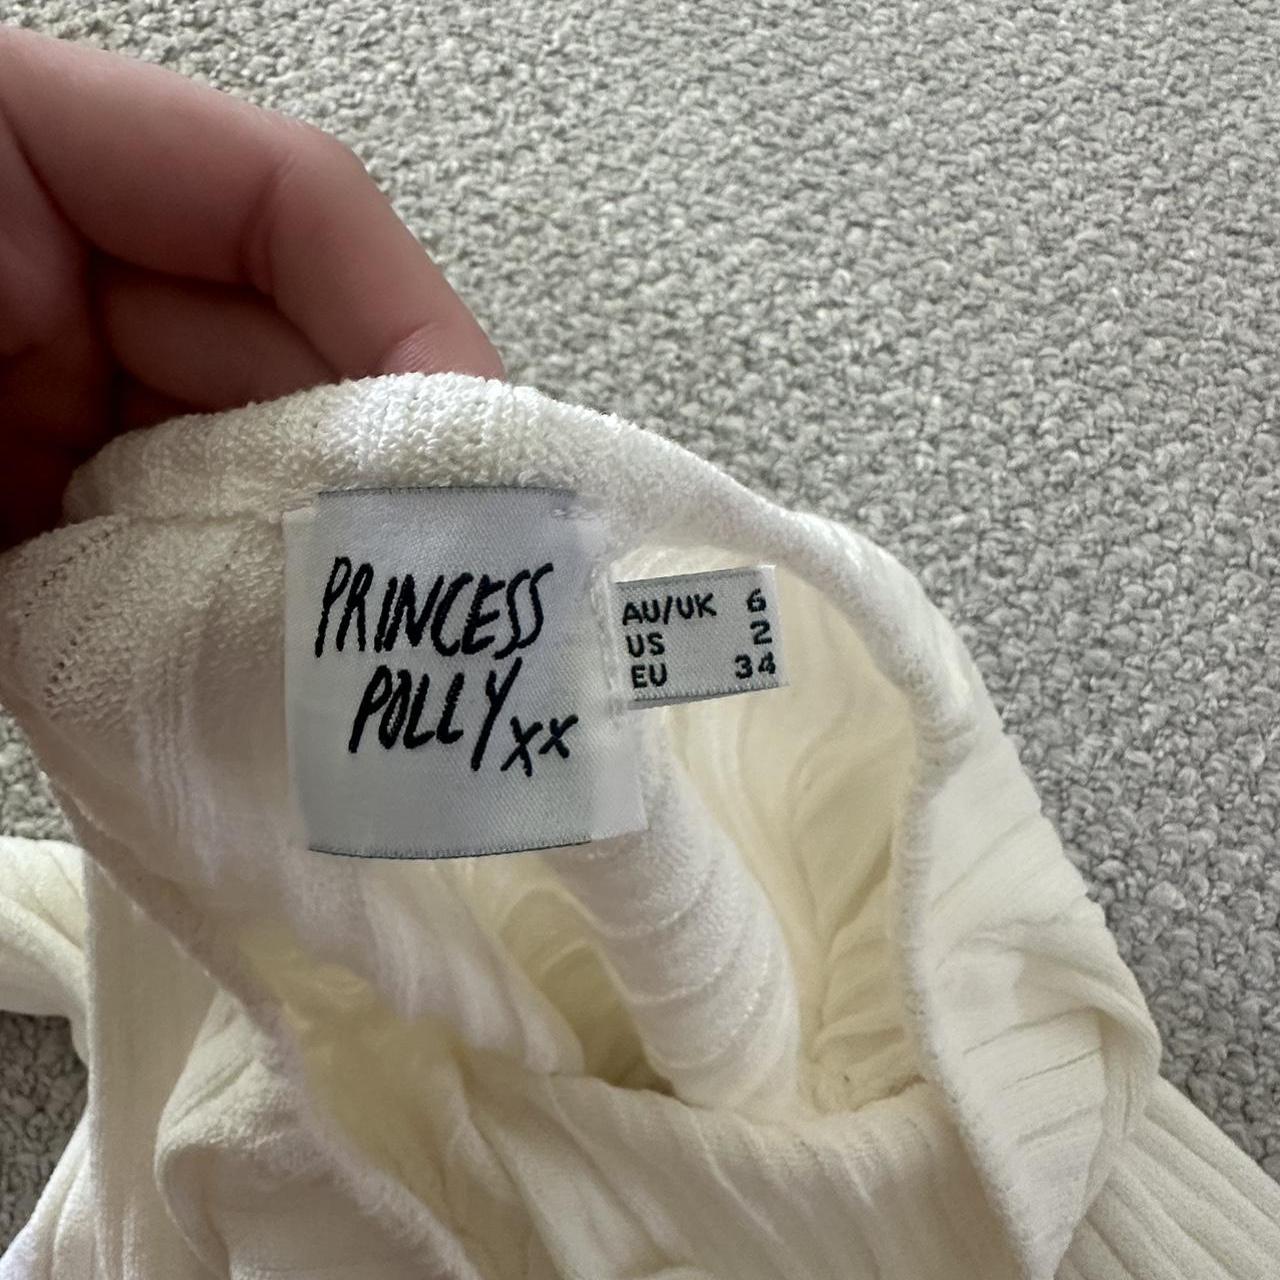 PRINCESS
POLLY xx
AU/UK 6
US 2
EU 34